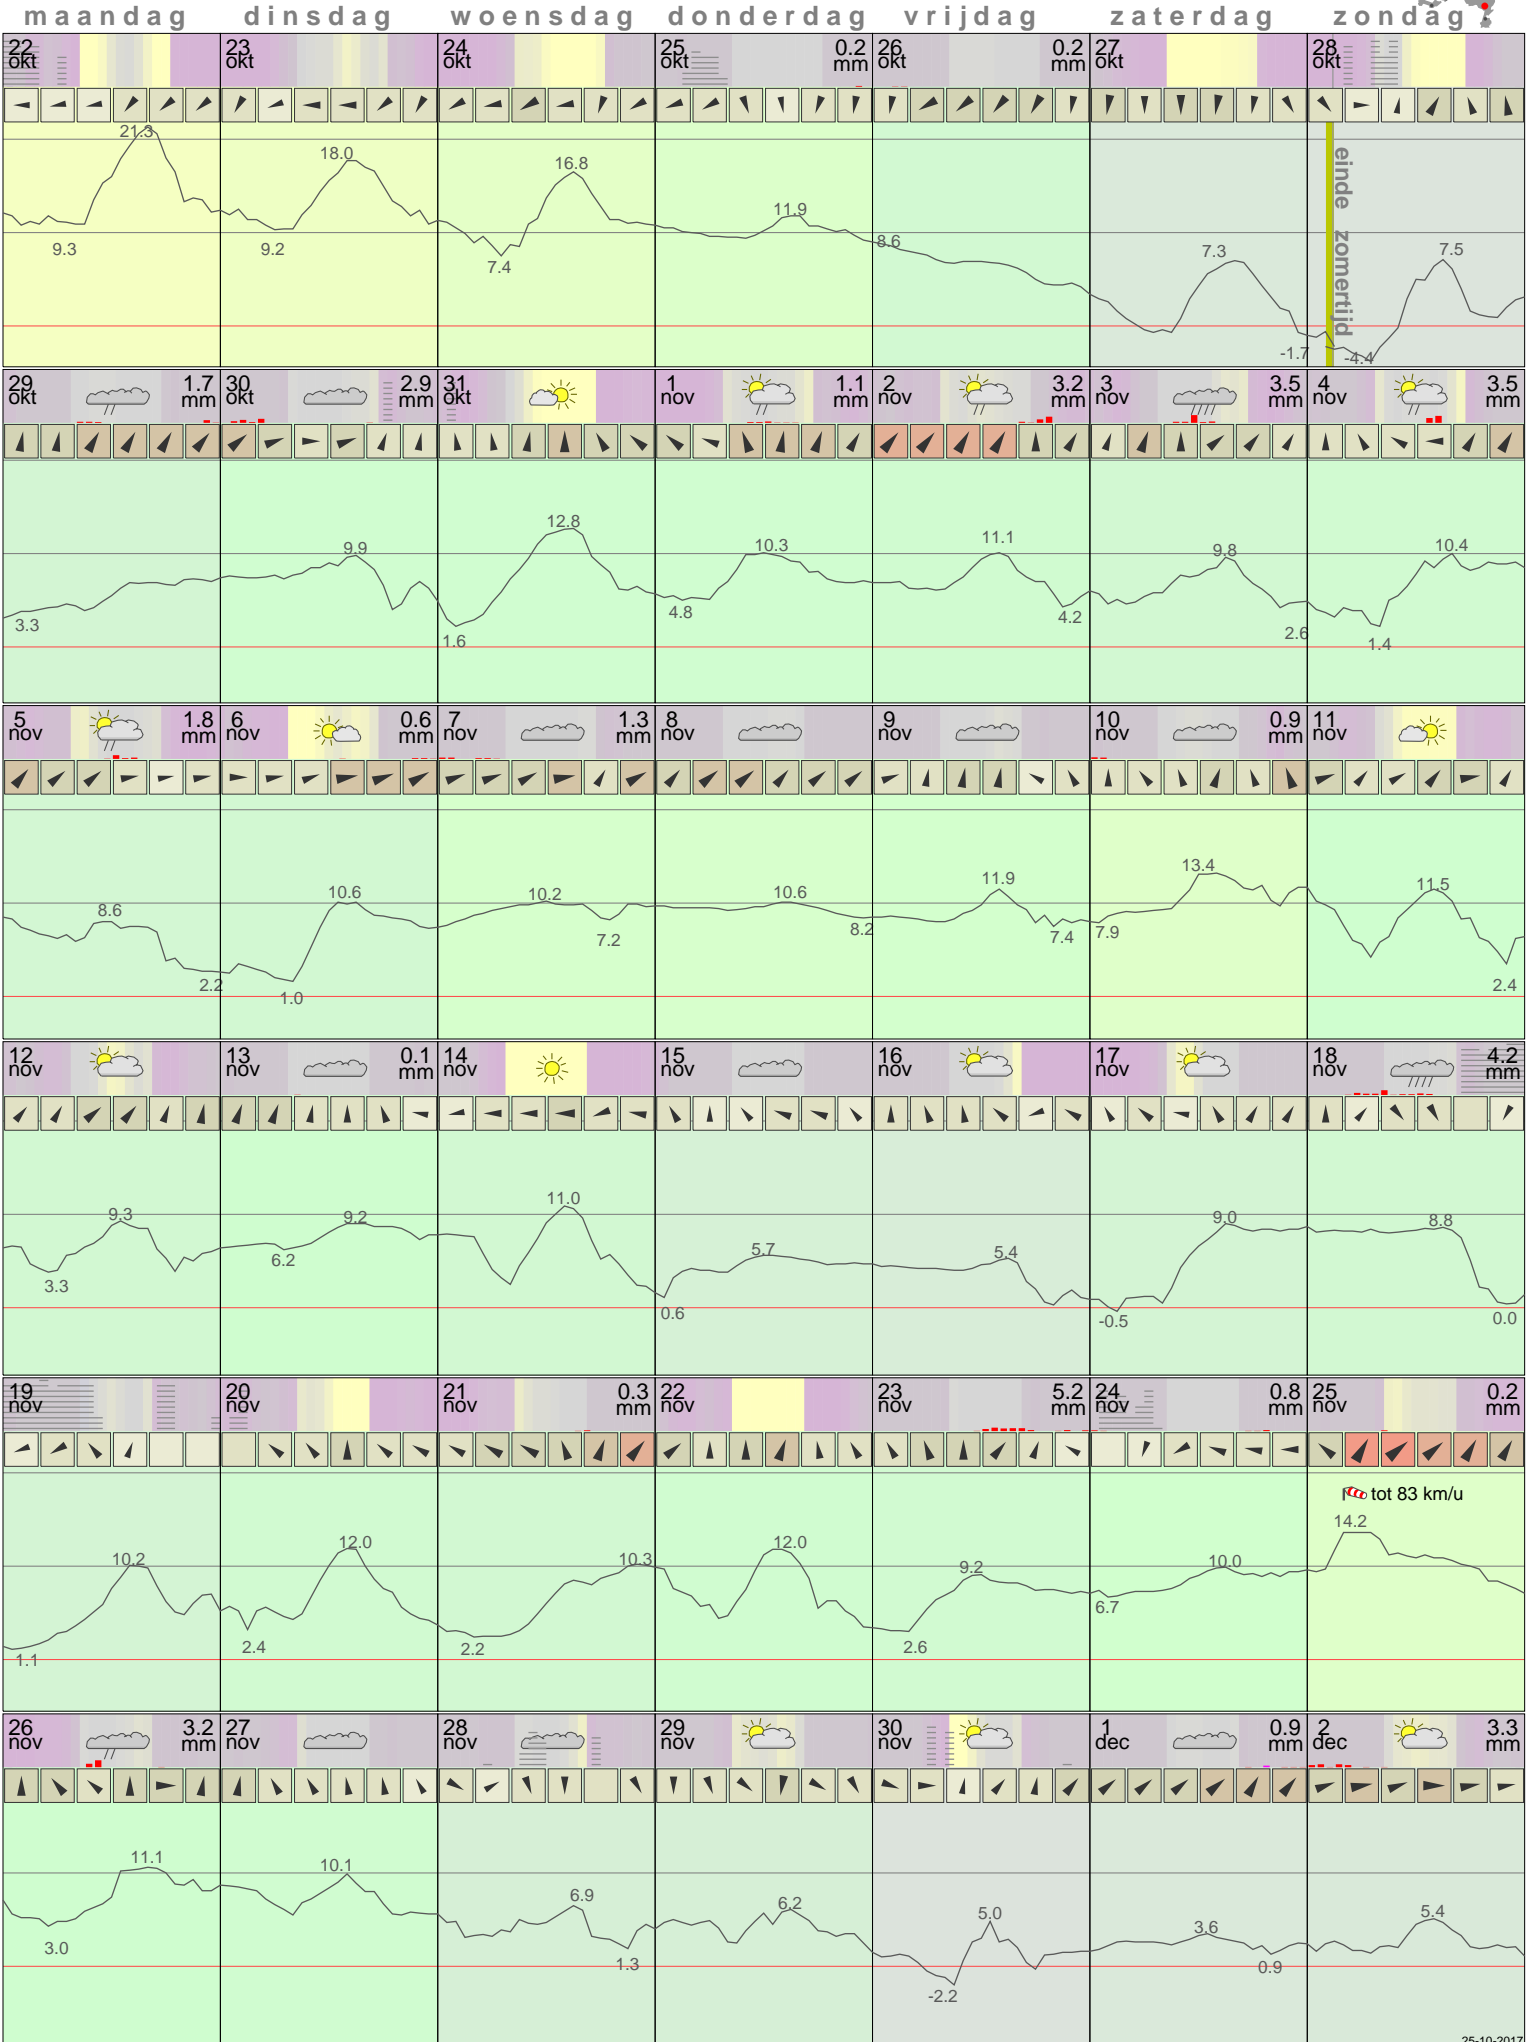 maandag dinsdag woensdag donderdag vrijdag zaterdag zondag
22 okt 23 okt 24 okt 25 okt 0.2 mm 26 okt 0.2 mm 27 okt 28 okt
21.3 18.0 16.8 11.9 8.6 7.3 7.5
9.3 9.2 7.4 -1.7 -4.4
einde zomertijd
29 okt 1.7 mm 30 okt 2.9 mm 31 okt 1 nov 1.1 mm 2 nov 3.2 mm 3 nov 3.5 mm 4 nov 3.5 mm
9.9 12.8 10.3 11.1 9.8 10.4
3.3 1.6 4.8 4.2 2.6 1.4
5 nov 1.8 mm 6 nov 0.6 mm 7 nov 1.3 mm 8 nov 9 nov 10 nov 0.9 mm 11 nov
8.6 10.6 10.2 10.6 11.9 13.4 11.5
2.2 1.0 7.2 8.2 7.4 7.9 2.4
12 nov 13 nov 0.1 mm 14 nov 15 nov 16 nov 17 nov 18 nov 4.2 mm
9.3 9.2 11.0 5.7 5.4 9.0 8.8
3.3 6.2 0.6 -0.5 0.0
19 nov 20 nov 21 nov 0.3 mm 22 nov 23 nov 5.2 mm 24 nov 0.8 mm 25 nov 0.2 mm
tot 83 km/u
10.2 12.0 10.3 12.0 9.2 10.0 14.2
1.1 2.4 2.2 2.6 6.7
26 nov 3.2 mm 27 nov 28 nov 29 nov 30 nov 1 dec 0.9 mm 2 dec 3.3 mm
11.1 10.1 6.9 6.2 5.0 3.6 5.4
3.0 1.3 -2.2 0.9
25-10-2017